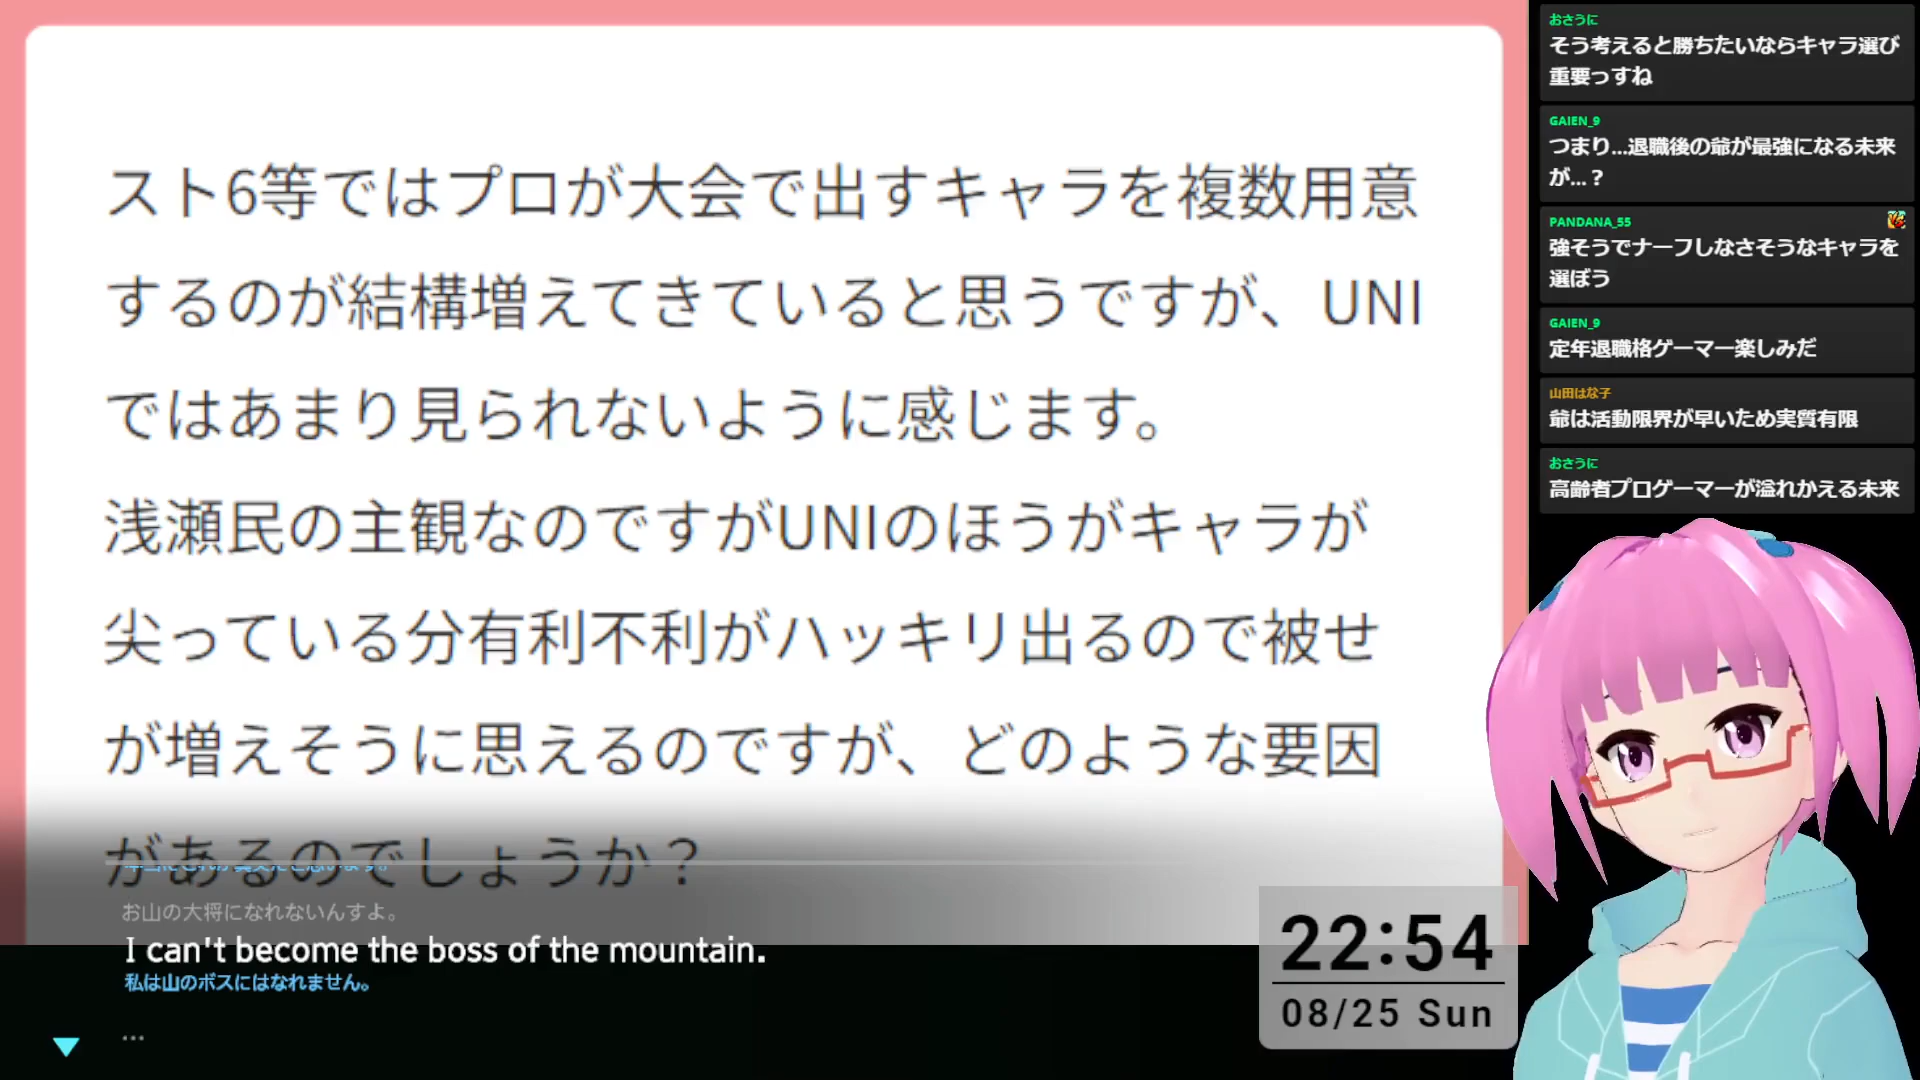 スト6等ではプロが大会で出すキャラを複数用意
するのが結構増えてきていると思うですが、UNI
ではあまり見られないように感じます。
浅瀬民の主観なのですがUNIのほうがキャラが
尖っている分有利不利がハッキリ出るので被せ
が増えそうに思えるのですが、どのような要因
があるのでしょうか？
お山の大将になれないんすよ。
I can't become the boss of the mountain.
私は山のボスにはなれません。
...
22:54
08/25 Sun
おさうに
そう考えると勝ちたいならキャラ選び
重要っすね
GAIEN_9
つまり...退職後の爺が最強になる未来
が...？
PANDANA_55
強そうでナーフしなさそうなキャラを
選ぼう
GAIEN_9
定年退職格ゲーマー楽しみだ
山田はな子
爺は活動限界が早いため実質有限
おさうに
高齢者プロゲーマーが溢れかえる未来